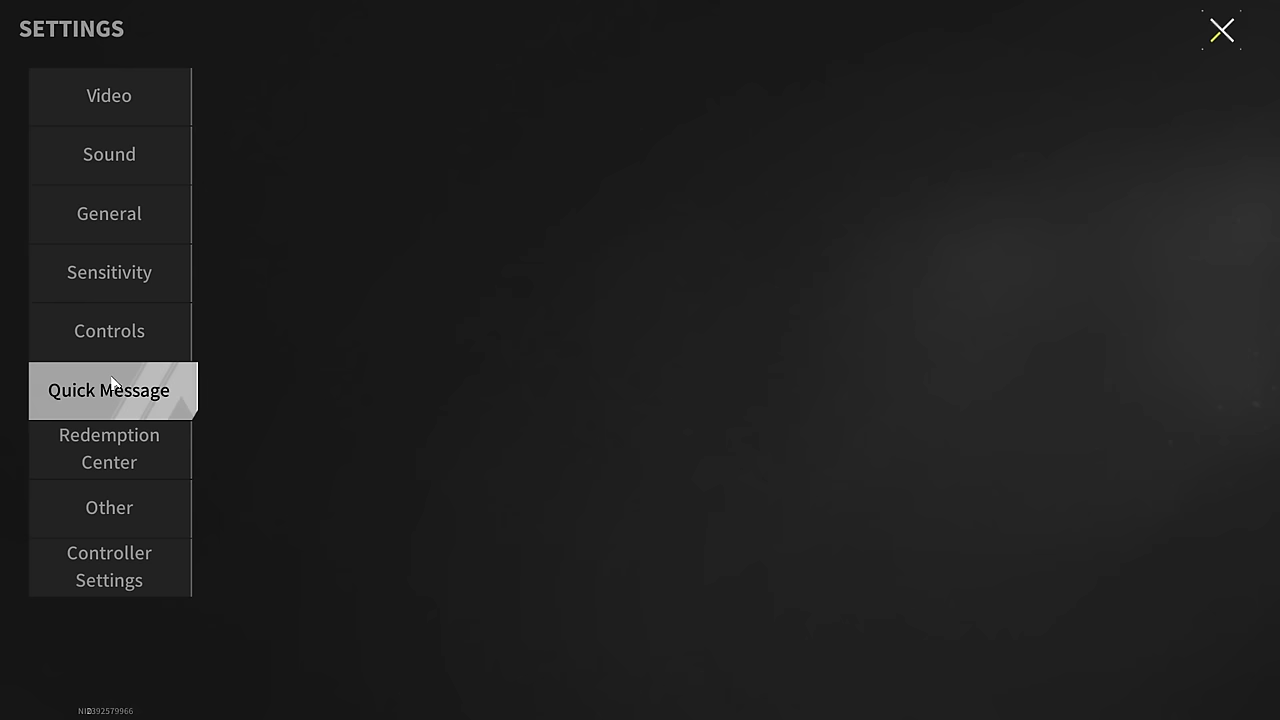 SETTINGS
Video
Sound
General
Sensitivity
Controls
Quick Message
Redemption
Center
Other
Controller
Settings